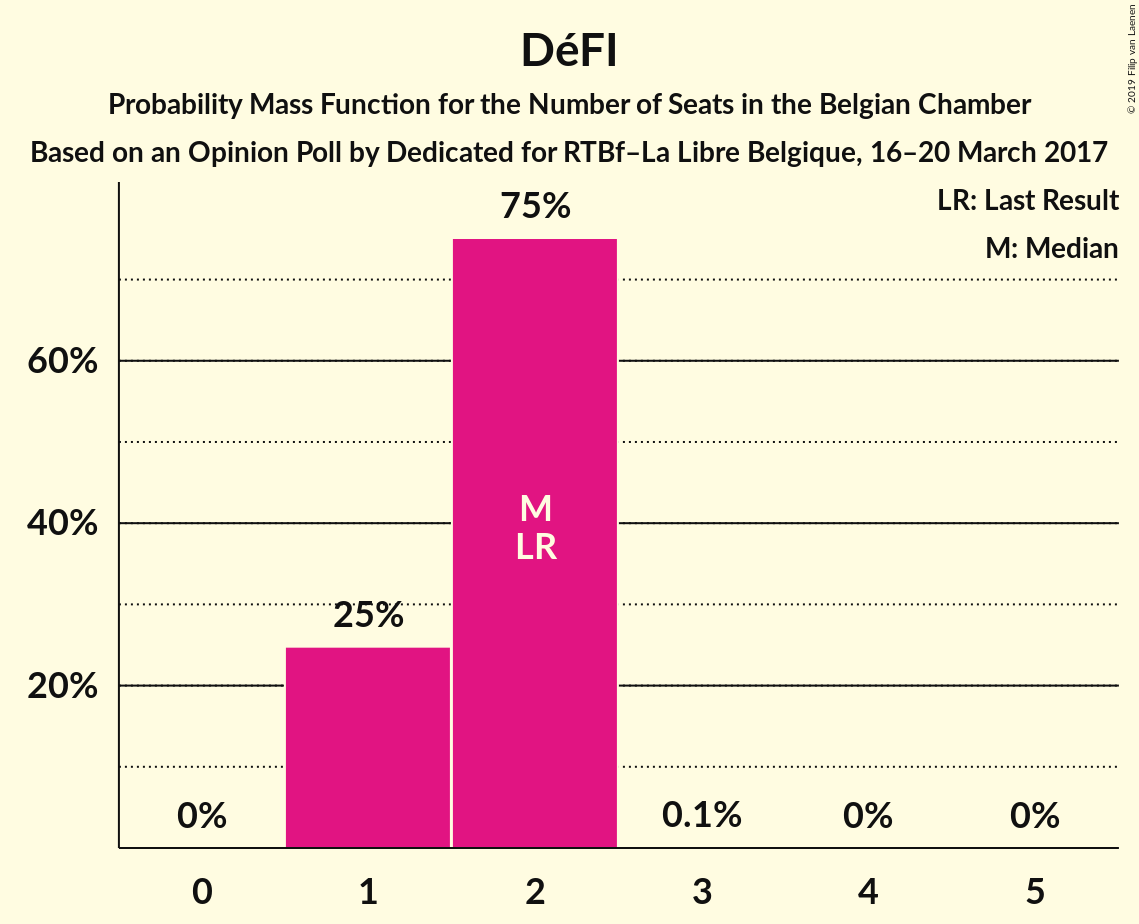 DéFI
Probability Mass Function for the Number of Seats in the Belgian Chamber
Based on an Opinion Poll by Dedicated for RTBf–La Libre Belgique, 16–20 March 2017
© 2019 Filip van Laenen
LR: Last Result
M: Median
75%
60%
40%
20%
M
LR
25%
0%
0.1%
0%
0%
0 1 2 3 4 5